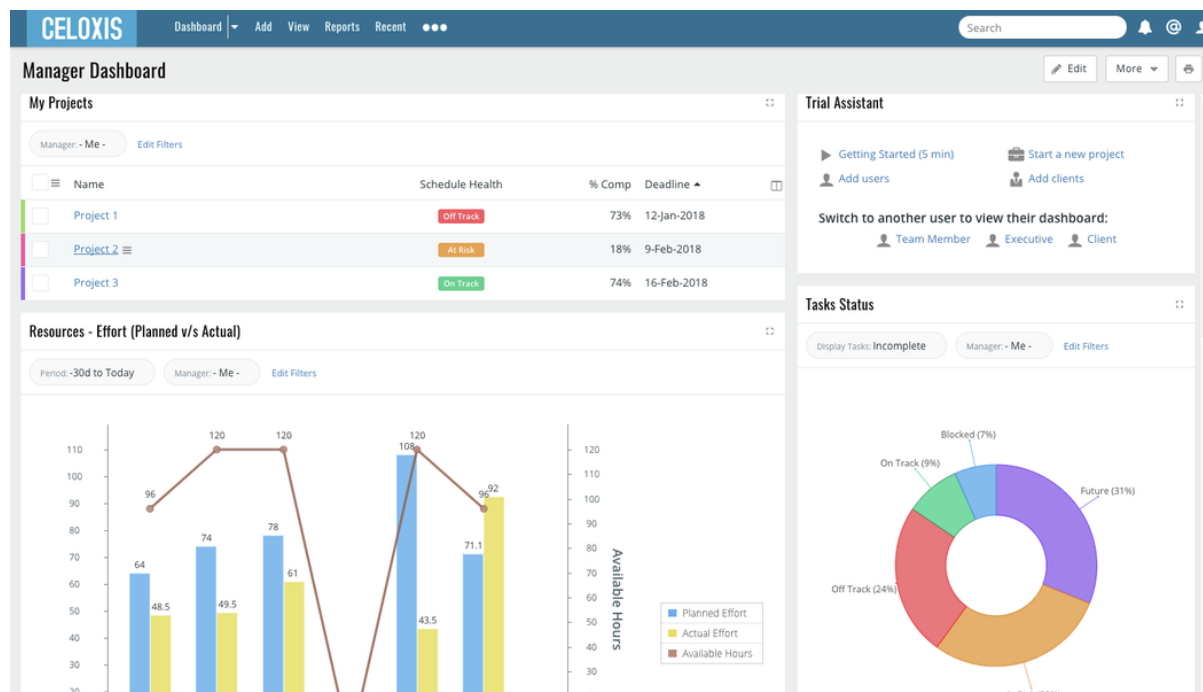 CELOXIS Dashboard Add View Reports Recent Search @
Manager Dashboard Edit More
My Projects
Manager: - Me - Edit Filters
Name Schedule Health % Comp Deadline
Project 1 Off Track 73% 12-Jan-2018
Project 2 At Risk 18% 9-Feb-2018
Project 3 On Track 74% 16-Feb-2018
Resources - Effort (Planned v/s Actual)
Period: -30d to Today Manager: - Me - Edit Filters
110
100
90
80
70
60
50
40
30
20
96
120
120
120
96
64
74
78
108
71.1
48.5
49.5
61
43.5
92
120
110
100
90
80
70
60
50
40
30
Available Hours
Planned Effort
Actual Effort
Available Hours
Trial Assistant
Getting Started (5 min) Start a new project
Add users Add clients
Switch to another user to view their dashboard:
Team Member Executive Client
Tasks Status
Display Tasks: Incomplete Manager: - Me - Edit Filters
Blocked (7%)
On Track (9%)
Future (31%)
Off Track (24%)